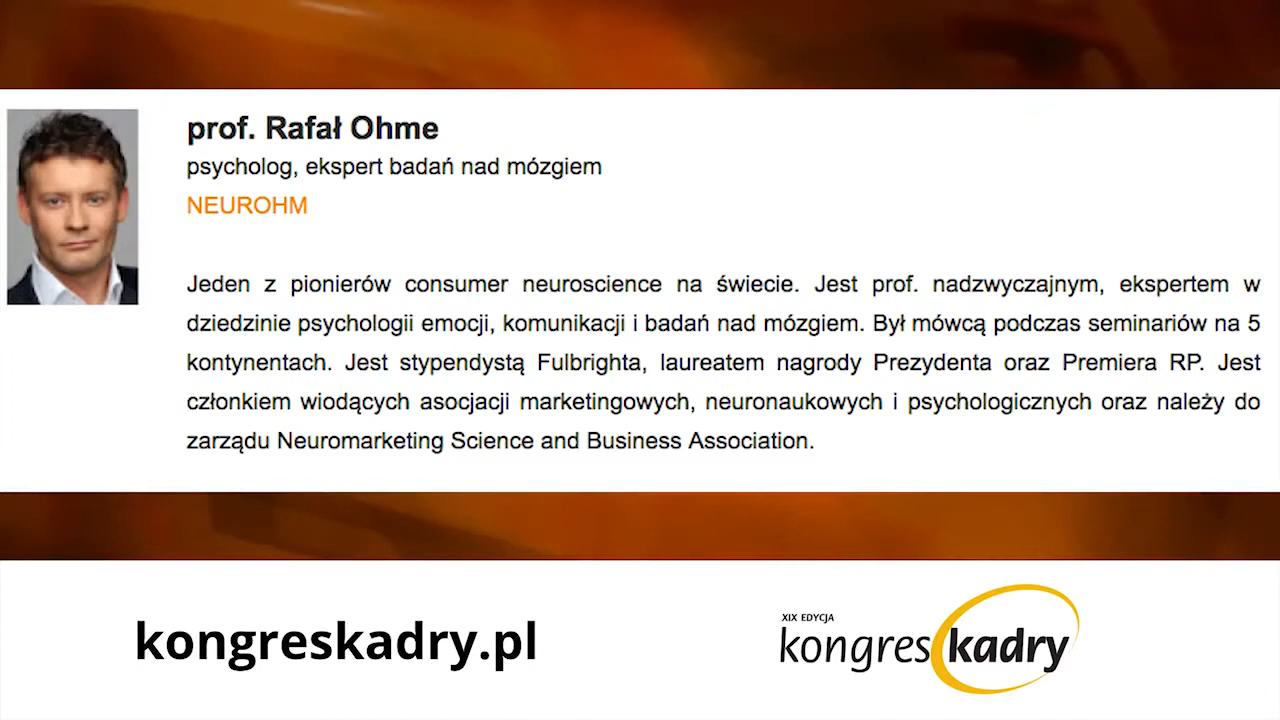 prof. Rafał Ohme
psycholog, ekspert badań nad mózgiem
NEUROHM
Jeden z pionierów consumer neuroscience na świecie. Jest prof. nadzwyczajnym, ekspertem w
dziedzinie psychologii emocji, komunikacji i badań nad mózgiem. Był mówcą podczas seminariów na 5
kontynentach. Jest stypendystą Fulbrighta, laureatem nagrody Prezydenta oraz Premiera RP. Jest
członkiem wiodących asocjacji marketingowych, neuronaukowych i psychologicznych oraz należy do
zarządu Neuromarketing Science and Business Association.
kongreskadry.pl
XIX EDYCJA
kongres kadry